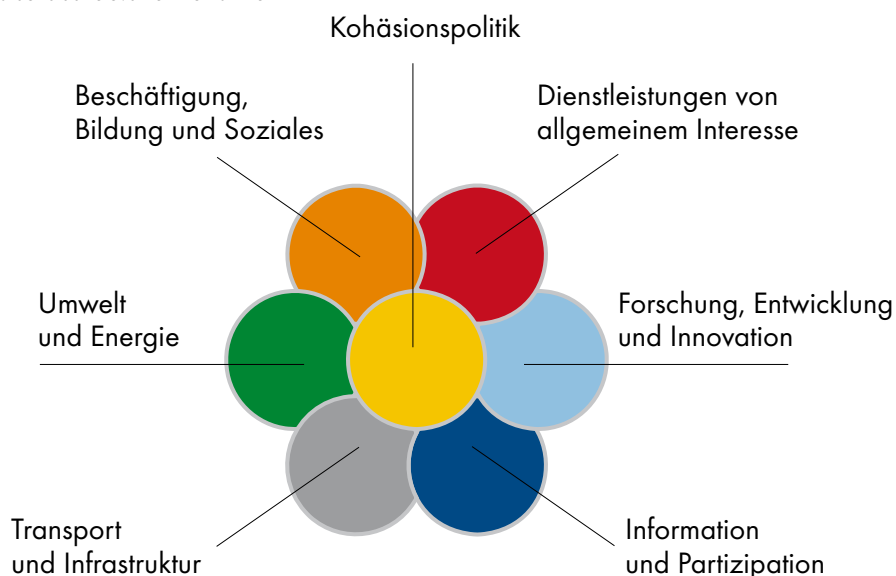 Kohäsionspolitik
Beschäftigung,
Bildung und Soziales
Dienstleistungen von
allgemeinem Interesse
Umwelt
und Energie
Forschung, Entwicklung
und Innovation
Transport
und Infrastruktur
Information
und Partizipation